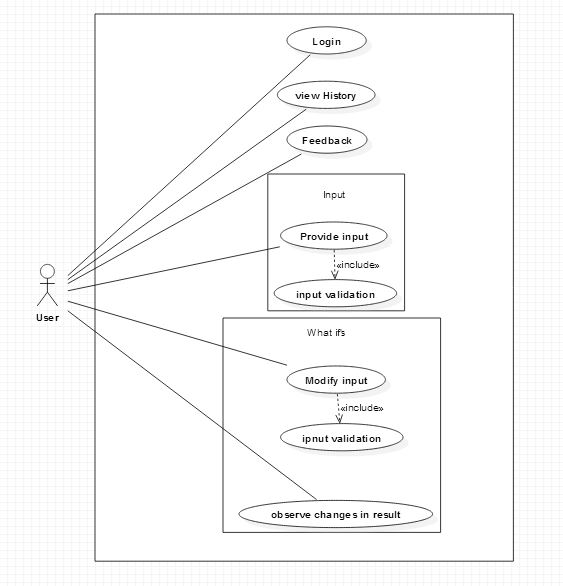 Login
view History
Feedback
Input
Provide input
«include»
input validation
User
What ifs
Modify input
«include»
ipnut validation
observe changes in result